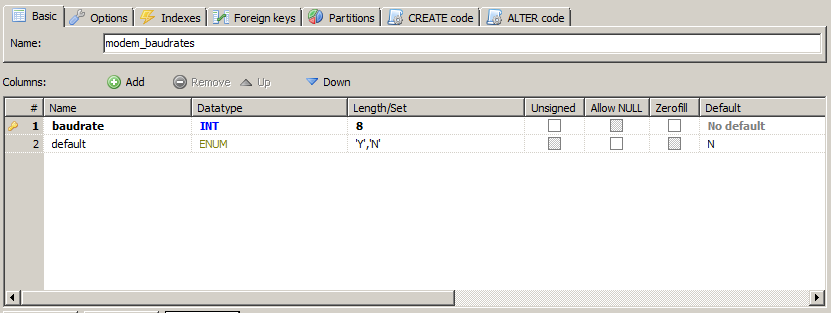 Basic Options Indexes Foreign keys Partitions CREATE code ALTER code
Name: modem_baudrates
Columns: Add Remove Up Down
# Name Datatype Length/Set Unsigned Allow NULL Zerofill Default
1 baudrate INT 8 No default
2 default ENUM 'Y','N' N